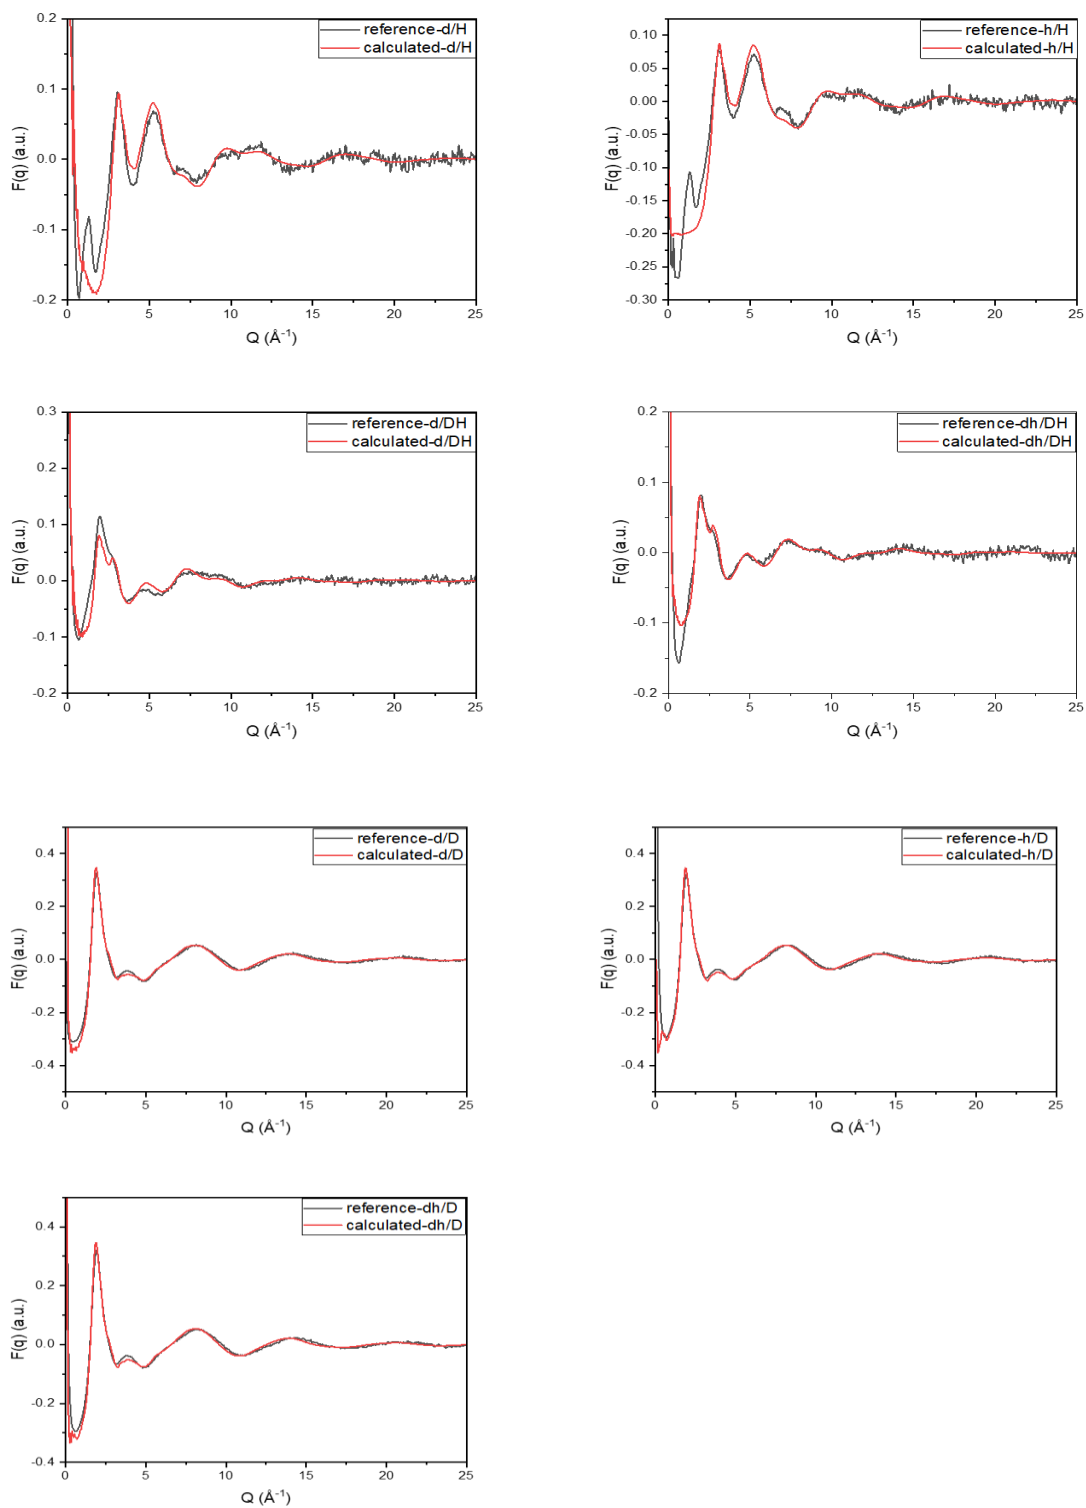 reference-d/H
calculated-d/H
0.2
0.1
0.0
-0.1
-0.2
F(q) (a.u.)
0 5 10 15 20 25
Q (Å⁻¹)
reference-h/H
calculated-h/H
0.10
0.05
0.00
-0.05
-0.10
-0.15
-0.20
-0.25
-0.30
F(q) (a.u.)
0 5 10 15 20 25
Q (Å⁻¹)
reference-d/DH
calculated-d/DH
0.3
0.2
0.1
0.0
-0.1
-0.2
F(q) (a.u.)
0 5 10 15 20 25
Q (Å⁻¹)
reference-dh/DH
calculated-dh/DH
0.2
0.1
0.0
-0.1
-0.2
F(q) (a.u.)
0 5 10 15 20 25
Q (Å⁻¹)
reference-d/D
calculated-d/D
0.4
0.2
0.0
-0.2
-0.4
F(q) (a.u.)
0 5 10 15 20 25
Q (Å⁻¹)
reference-h/D
calculated-h/D
0.4
0.2
0.0
-0.2
-0.4
F(q) (a.u.)
0 5 10 15 20 25
Q (Å⁻¹)
reference-dh/D
calculated-dh/D
0.4
0.2
0.0
-0.2
-0.4
F(q) (a.u.)
0 5 10 15 20 25
Q (Å⁻¹)